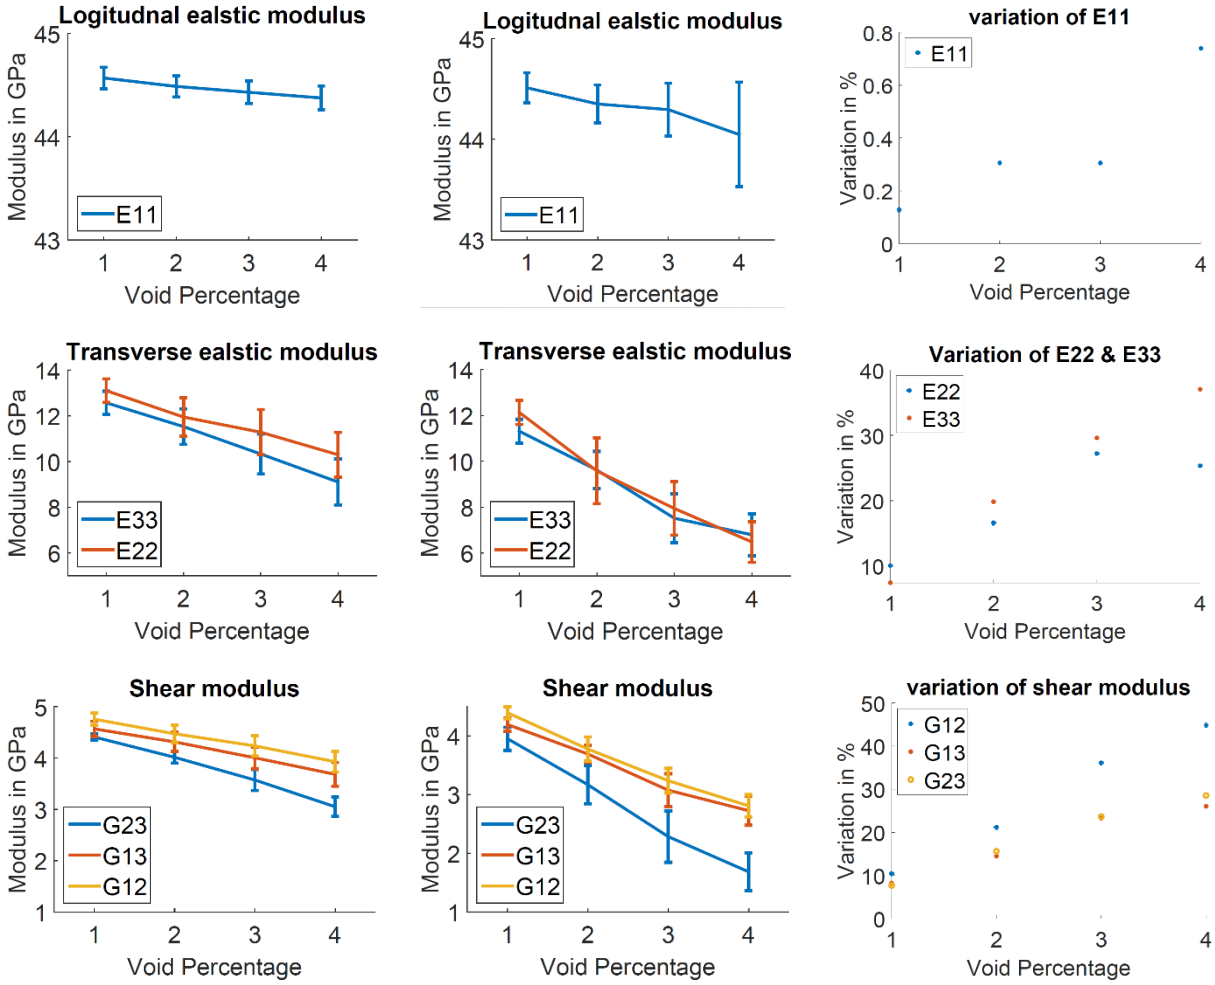 Logitudnal ealstic modulus
45
44
43
Modulus in GPa
E11
1 2 3 4
Void Percentage
Logitudnal ealstic modulus
45
44
43
Modulus in GPa
E11
1 2 3 4
Void Percentage
variation of E11
0.8
0.6
0.4
0.2
0
Variation in %
E11
1 2 3 4
Void Percentage
Transverse ealstic modulus
14
12
10
8
6
Modulus in GPa
E33
E22
1 2 3 4
Void Percentage
Transverse ealstic modulus
14
12
10
8
6
Modulus in GPa
E33
E22
1 2 3 4
Void Percentage
Variation of E22 & E33
40
30
20
10
Variation in %
E22
E33
1 2 3 4
Void Percentage
Shear modulus
5
4
3
2
1
Modulus in GPa
G23
G13
G12
1 2 3 4
Void Percentage
Shear modulus
4
3
2
1
Modulus in GPa
G23
G13
G12
1 2 3 4
Void Percentage
variation of shear modulus
50
40
30
20
10
0
Variation in %
G12
G13
G23
1 2 3 4
Void Percentage